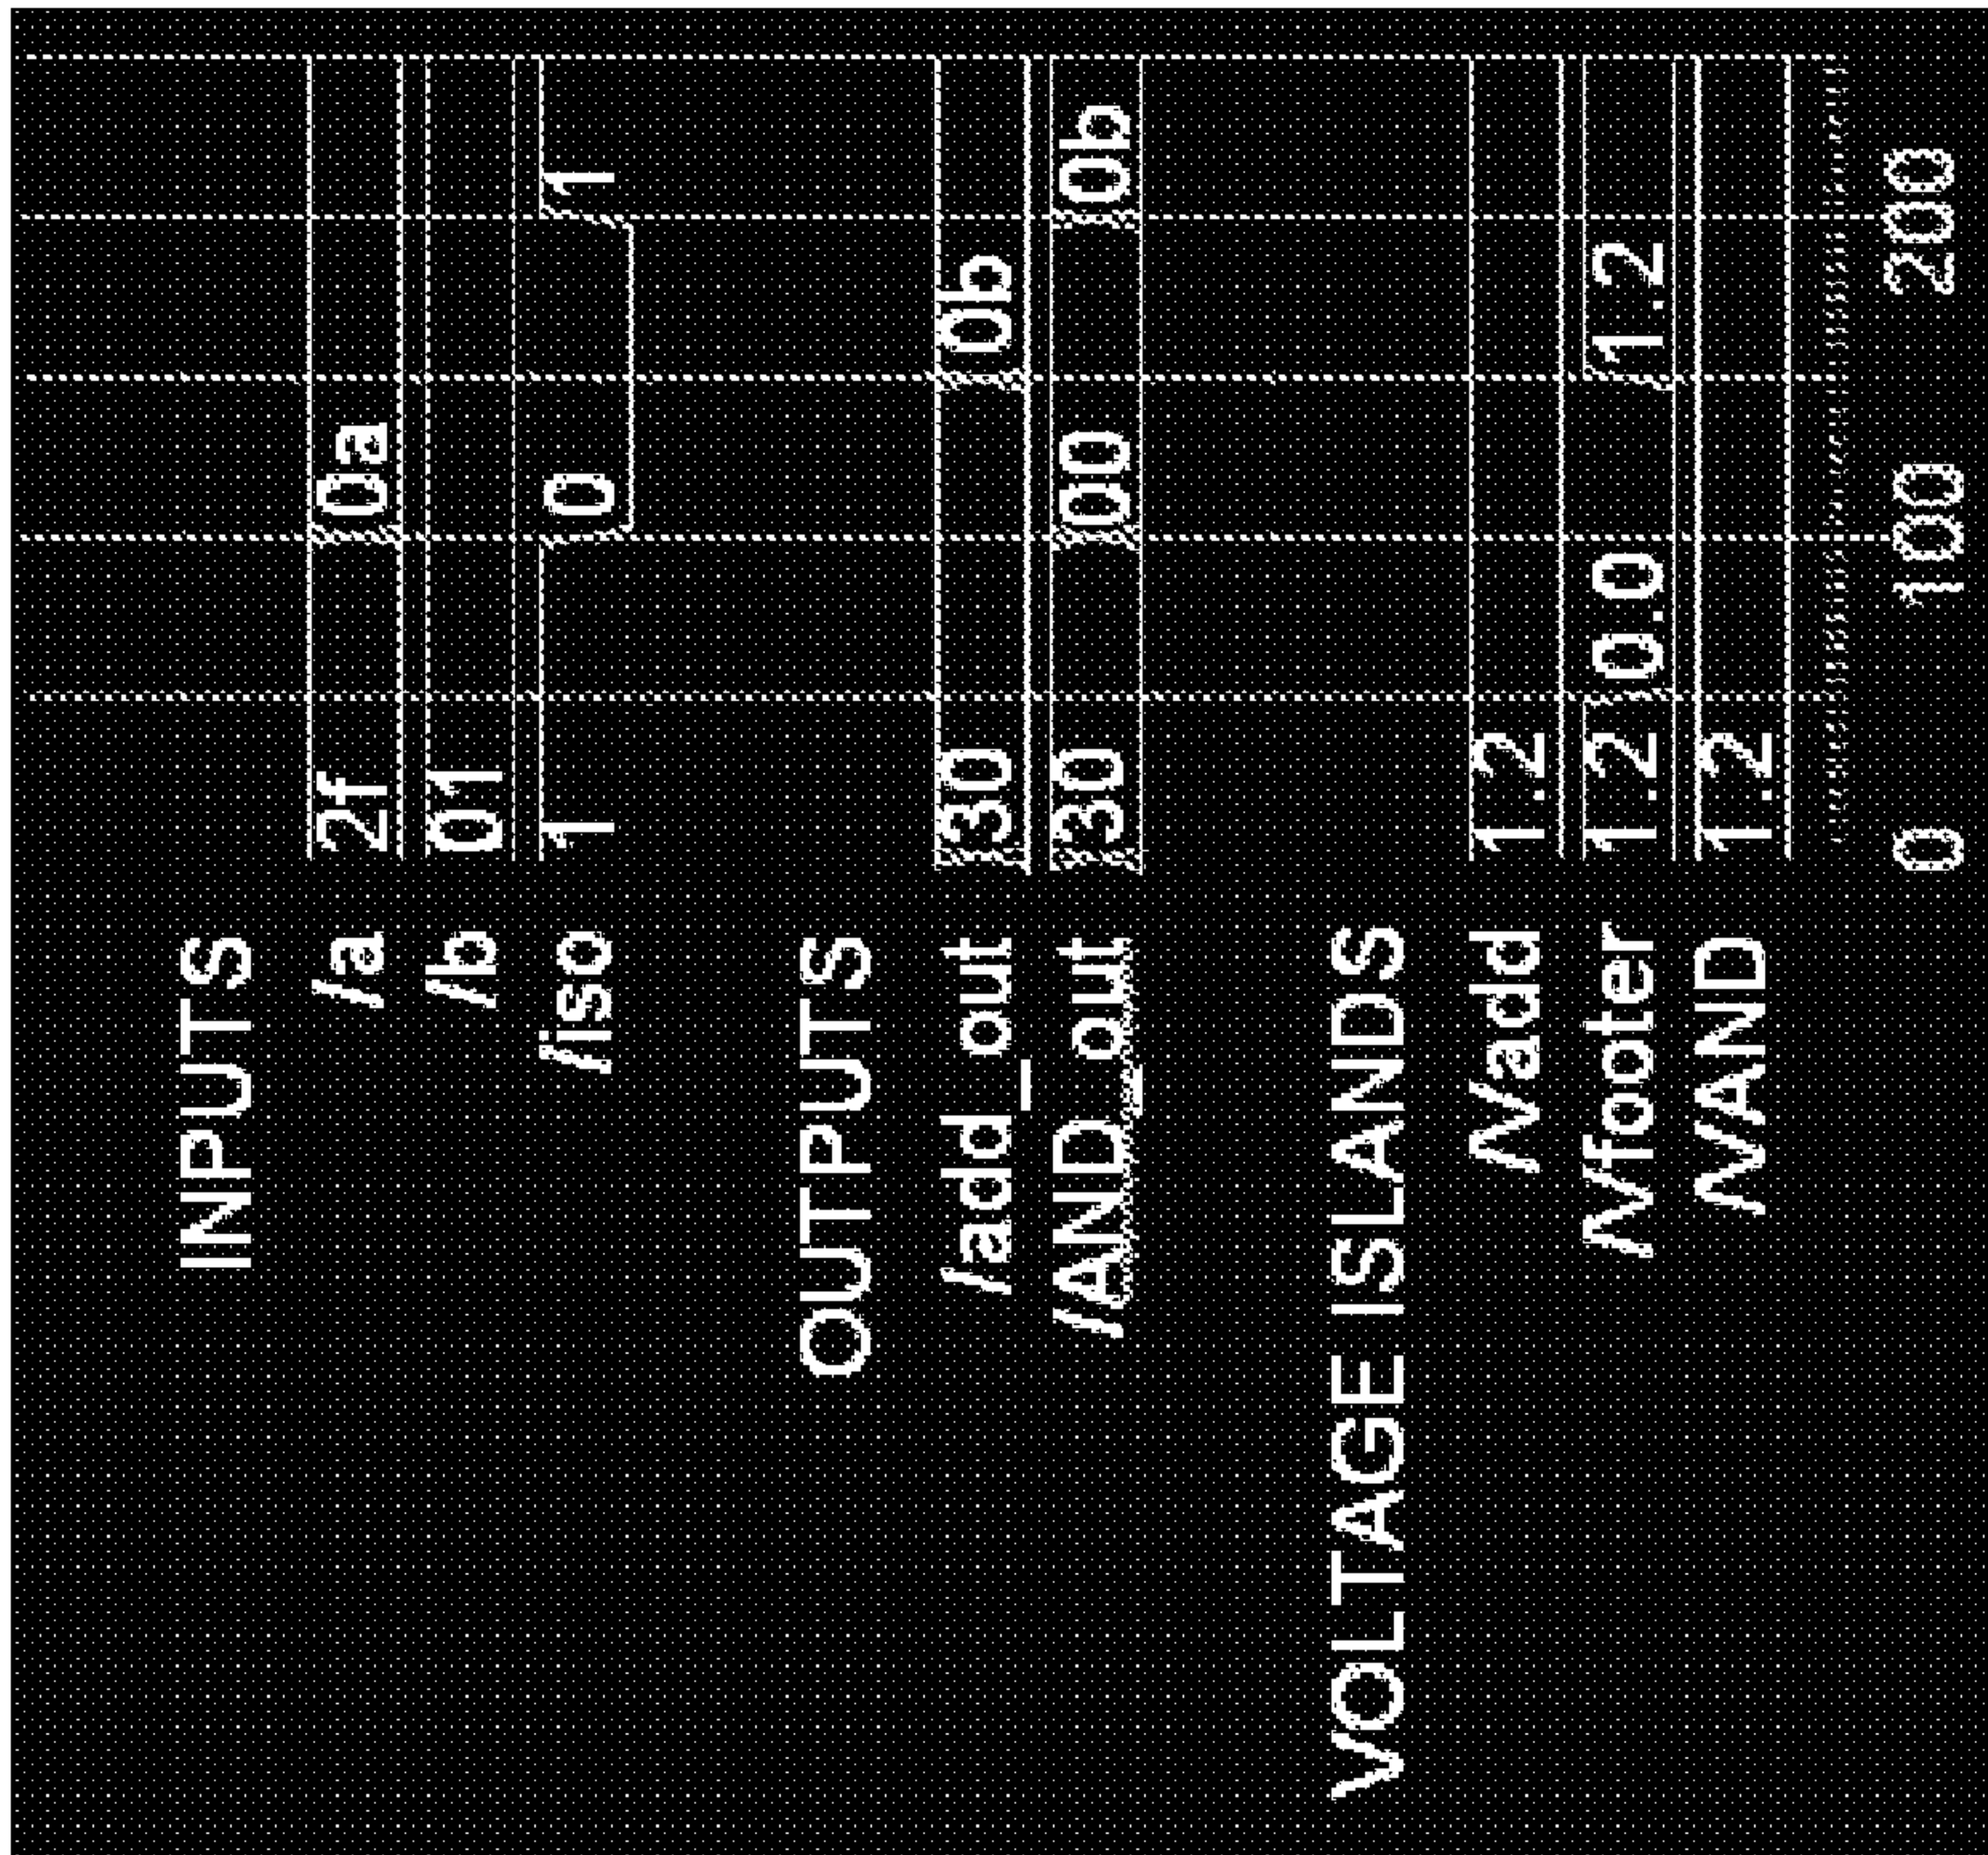 INPUTS
/a 2f 0a
/b 01
/iso 1 0 1
OUTPUTS
/add_out 30 0b
/AND_out 30 00 0b
VOLTAGE ISLANDS
/Vadd 1.2
/Vfooter 1.2 0.0 1.2
/VAND 1.2
0 100 200